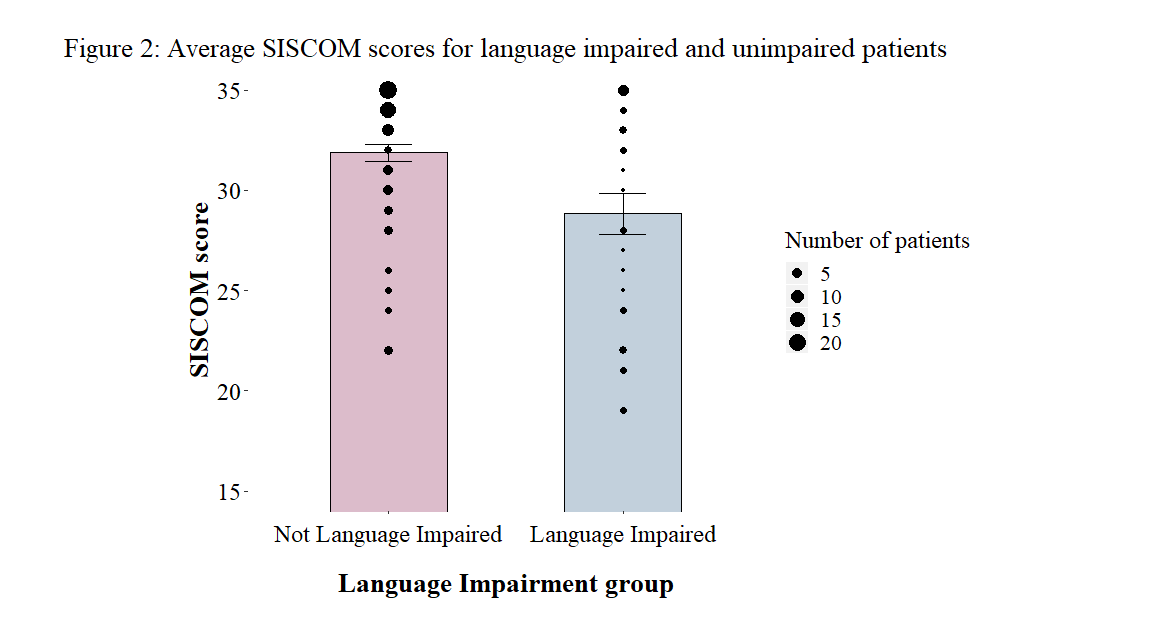 Figure 2: Average SISCOM scores for language impaired and unimpaired patients
35
30
25
20
15
SISCOM score
Not Language Impaired
Language Impaired
Language Impairment group
Number of patients
5
10
15
20